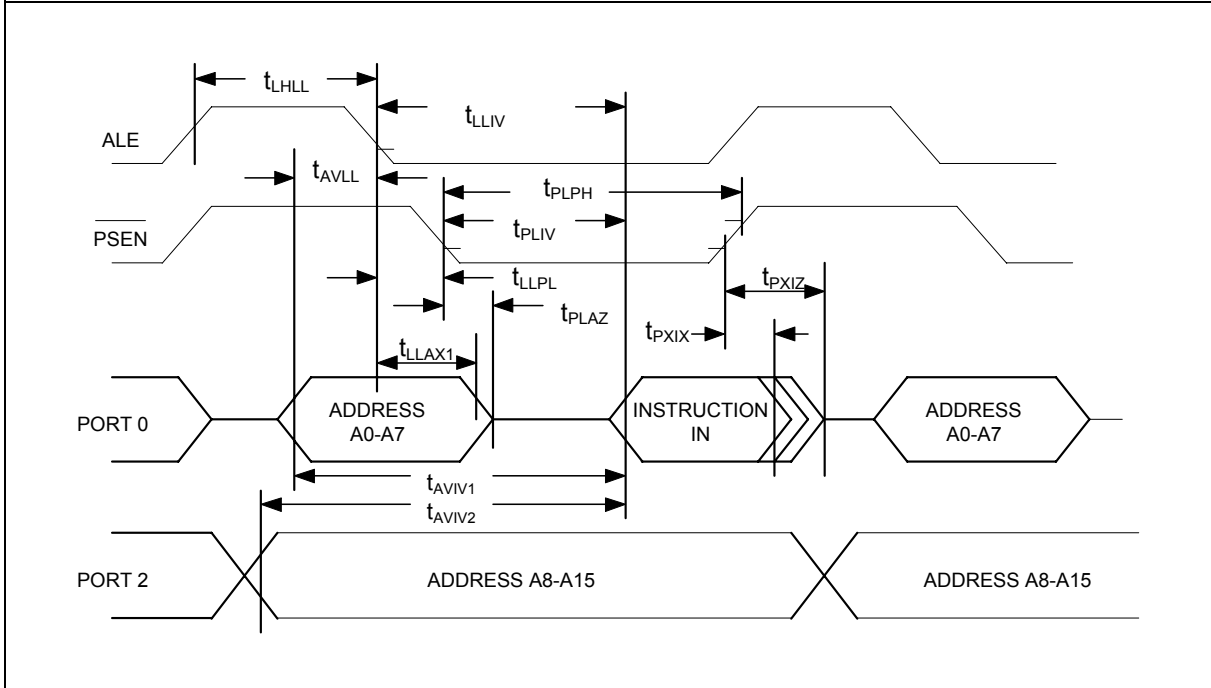 tLHLL
tLLIV
ALE
tAVLL
tPLPH
PSEN
tPLIV
tLLPL
tPXIZ
tPLAZ
tPXIX
tLLAX1
PORT 0
ADDRESS
A0-A7
INSTRUCTION
IN
ADDRESS
A0-A7
tAVIV1
tAVIV2
PORT 2
ADDRESS A8-A15
ADDRESS A8-A15